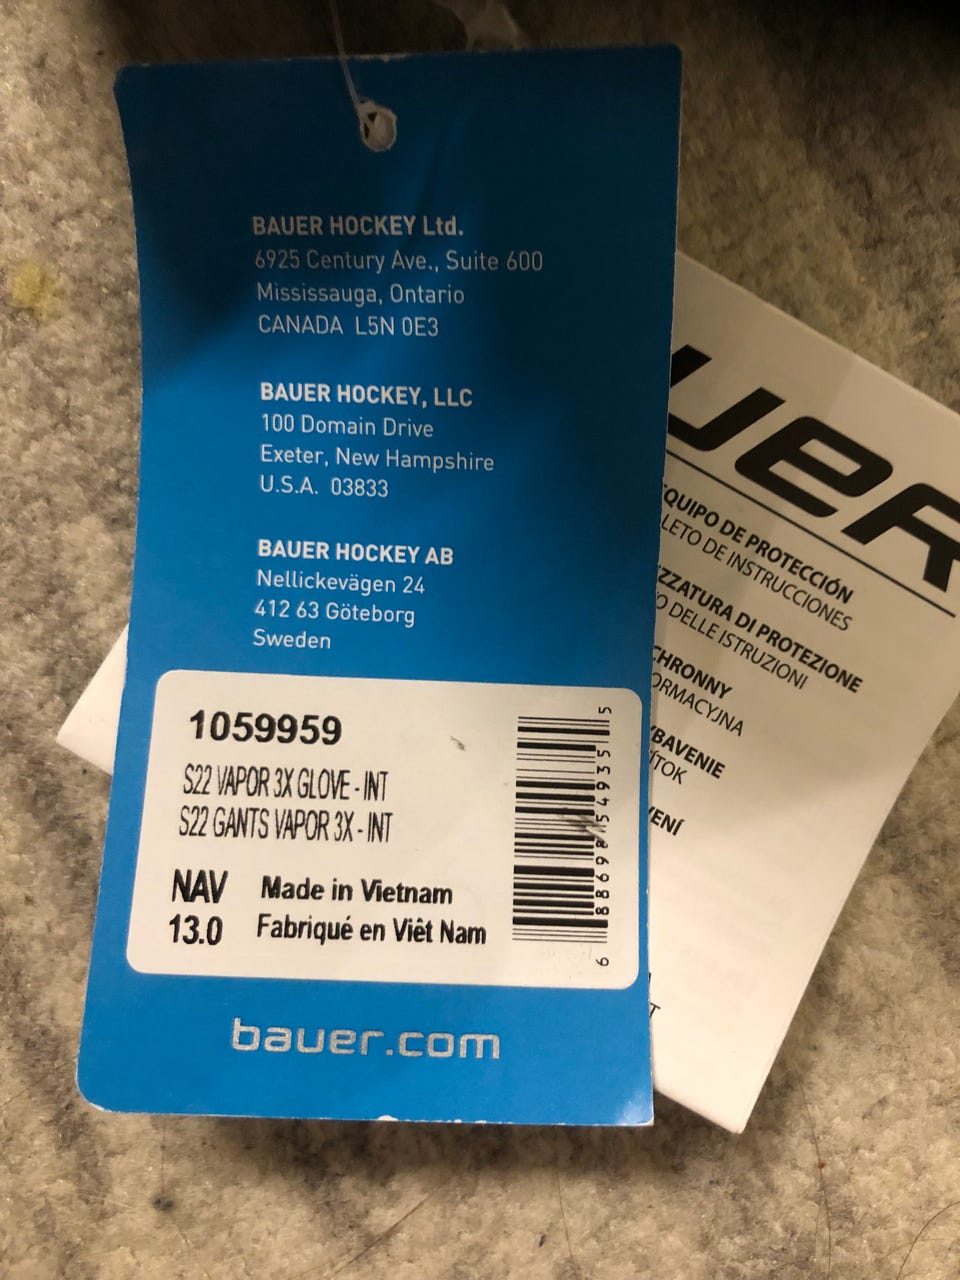 BAUER HOCKEY Ltd.
6925 Century Ave., Suite 600
Mississauga, Ontario
CANADA L5N 0E3
BAUER HOCKEY, LLC
100 Domain Drive
Exeter, New Hampshire
U.S.A. 03833
BAUER HOCKEY AB
Nellickevägen 24
412 63 Göteborg
Sweden
1059959
S22 VAPOR 3X GLOVE - INT
S22 GANTS VAPOR 3X - INT
NAV Made in Vietnam
13.0 Fabriqué en Viêt Nam
bauer.com
UER
EQUIPO DE PROTECCIÓN
LETO DE INSTRUCCIONES
ZZATURA DI PROTEZIONE
O DELLE ISTRUZIONI
CHRONNY
ORMACYJNA
YBAVENIE
ÍTOK
VENÍ